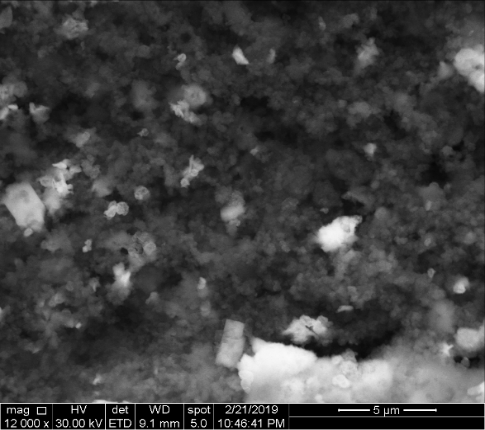 mag □ HV det WD spot 2/21/2019 5 µm
12 000 x 30.00 kV ETD 9.1 mm 5.0 10:46:41 PM